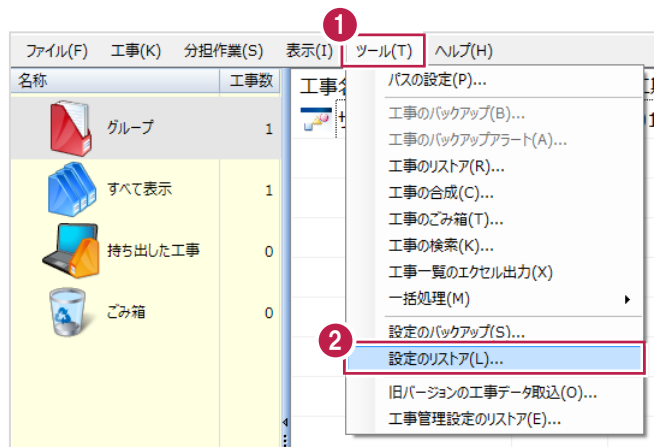 1
ファイル(F) 工事(K) 分担作業(S) 表示(I) ツール(T) ヘルプ(H)
名称 工事数
グループ 1
すべて表示 1
持ち出した工事 0
ごみ箱 0
工事
パスの設定(P)...
工事のバックアップ(B)...
工事のバックアップアラート(A)...
工事のリストア(R)...
工事の合成(C)...
工事のごみ箱(T)...
工事の検索(K)...
工事一覧のエクセル出力(X)
一括処理(M)
設定のバックアップ(S)...
2
設定のリストア(L)...
旧バージョンの工事データ取込(O)...
工事管理設定のリストア(E)...